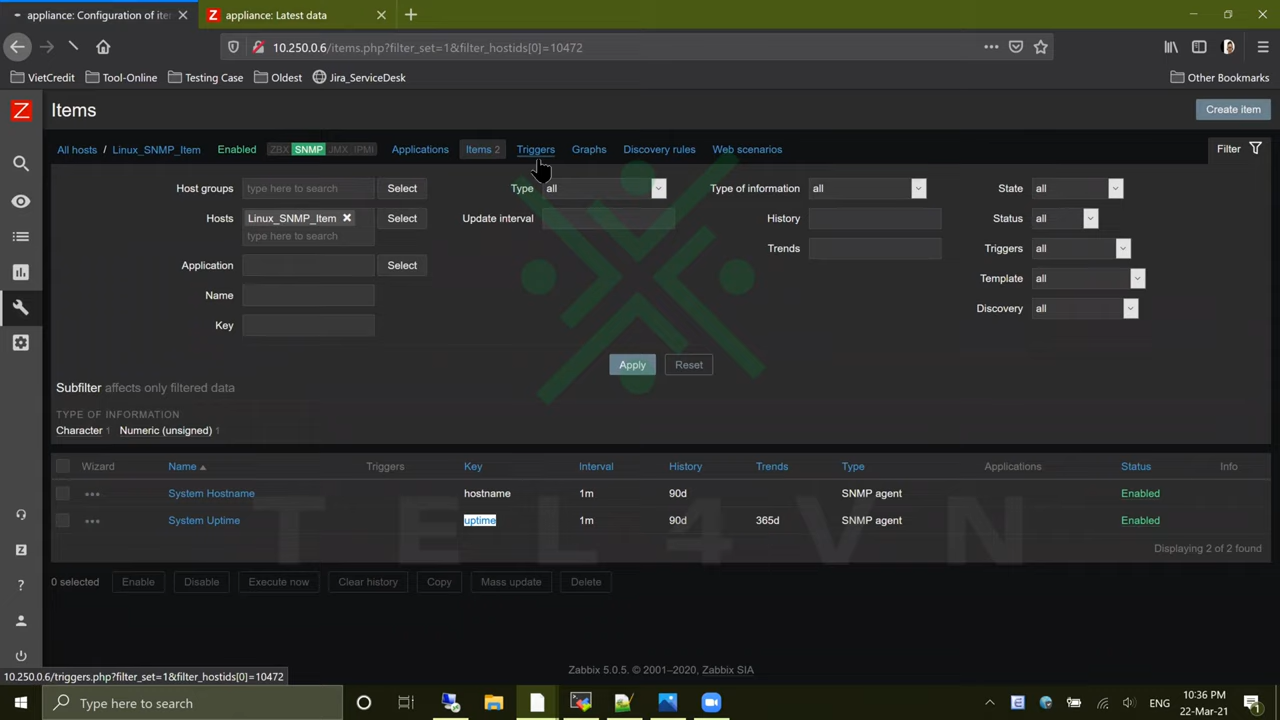 appliance: Configuration of iter
appliance: Latest data
10.250.0.6/items.php?filter_set=1&filter_hostids[0]=10472
VietCredit
Tool-Online
Testing Case
Oldest
Jira_ServiceDesk
Other Bookmarks
Z
Items
Create item
All hosts / Linux_SNMP_Item Enabled ZBX SNMP JMX IPMI Applications Items 2 Triggers Graphs Discovery rules Web scenarios Filter
Host groups type here to search Select Type all Type of information all State all
Hosts Linux_SNMP_Item Select Update interval History Status all
type here to search
Trends Triggers all
Application Select
Template all
Name
Discovery all
Key
Apply Reset
Subfilter affects only filtered data
TYPE OF INFORMATION
Character 1 Numeric (unsigned) 1
Wizard Name Triggers Key Interval History Trends Type Applications Status Info
System Hostname hostname 1m 90d SNMP agent Enabled
System Uptime uptime 1m 90d 365d SNMP agent Enabled
TEL4VN
Displaying 2 of 2 found
0 selected Enable Disable Execute now Clear history Copy Mass update Delete
Zabbix 5.0.5. © 2001–2020, Zabbix SIA
10.250.0.6/triggers.php?filter_set=1&filter_hostids[0]=10472
Type here to search
ENG
10:36 PM
22-Mar-21